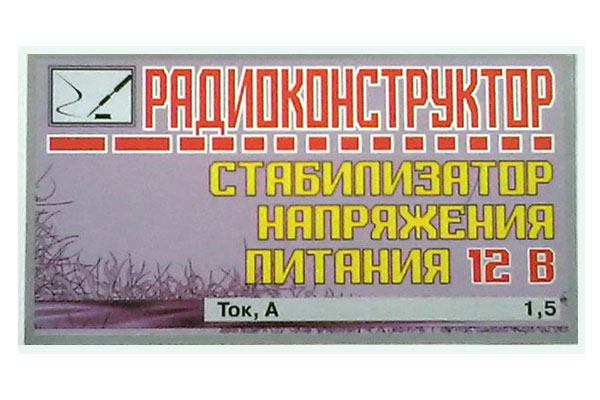 РАДИОКОНСТРУКТОР
СТАБИЛИЗАТОР
НАПРЯЖЕНИЯ
ПИТАНИЯ 12 В
Ток, А 1,5